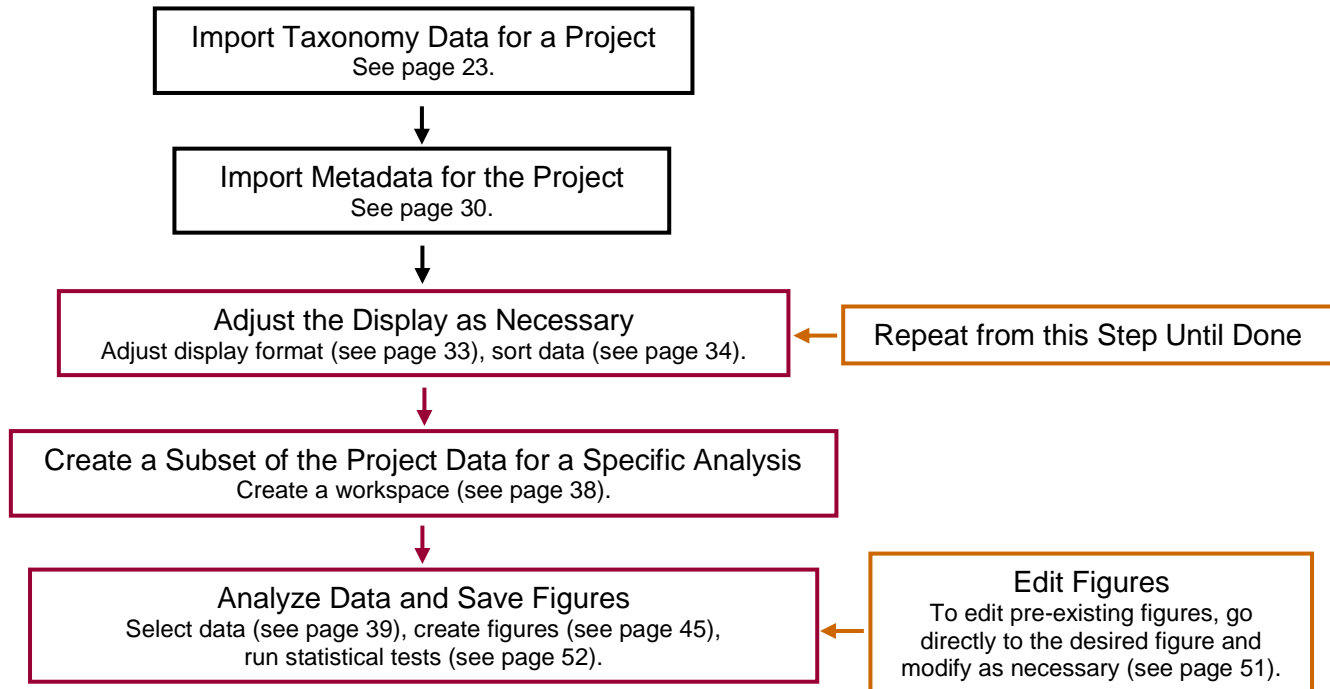 Import Taxonomy Data for a Project
See page 23.
Import Metadata for the Project
See page 30.
Adjust the Display as Necessary
Adjust display format (see page 33), sort data (see page 34).
Repeat from this Step Until Done
Create a Subset of the Project Data for a Specific Analysis
Create a workspace (see page 38).
Analyze Data and Save Figures
Select data (see page 39), create figures (see page 45),
run statistical tests (see page 52).
Edit Figures
To edit pre-existing figures, go
directly to the desired figure and
modify as necessary (see page 51).